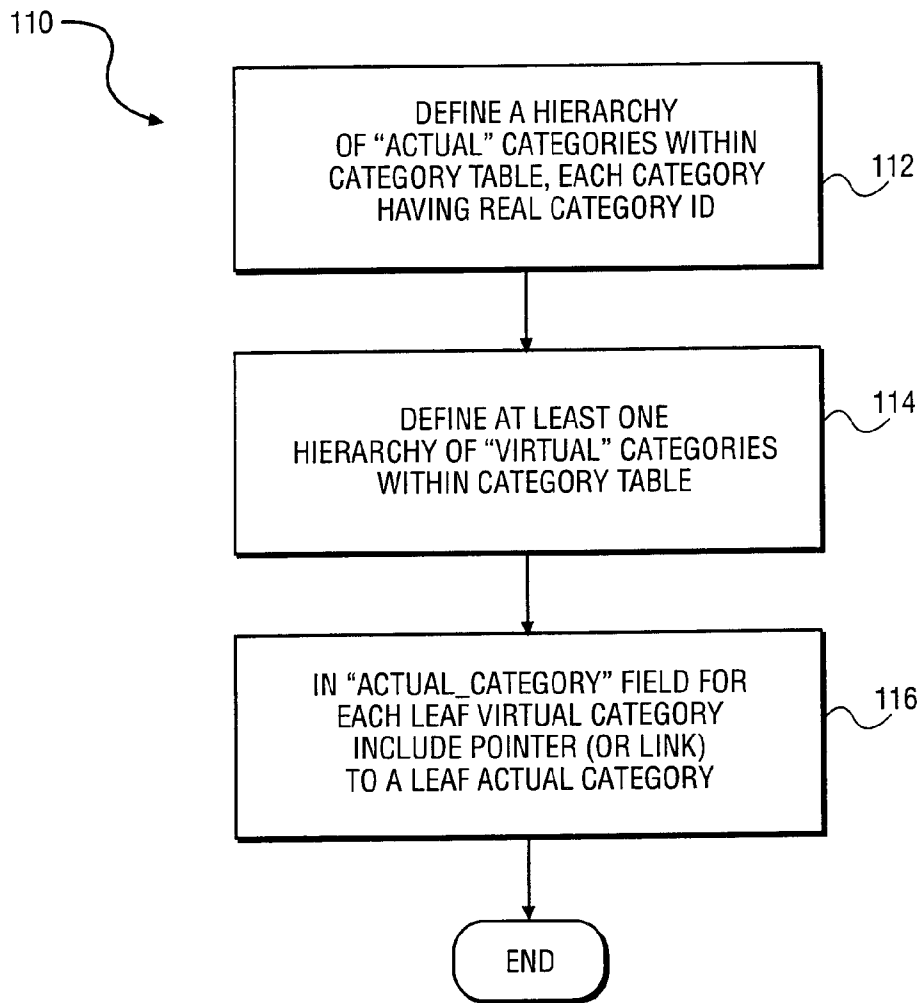 110
DEFINE A HIERARCHY
OF “ACTUAL” CATEGORIES WITHIN
CATEGORY TABLE, EACH CATEGORY
HAVING REAL CATEGORY ID
112
DEFINE AT LEAST ONE
HIERARCHY OF “VIRTUAL” CATEGORIES
WITHIN CATEGORY TABLE
114
IN “ACTUAL_CATEGORY” FIELD FOR
EACH LEAF VIRTUAL CATEGORY
INCLUDE POINTER (OR LINK)
TO A LEAF ACTUAL CATEGORY
116
END